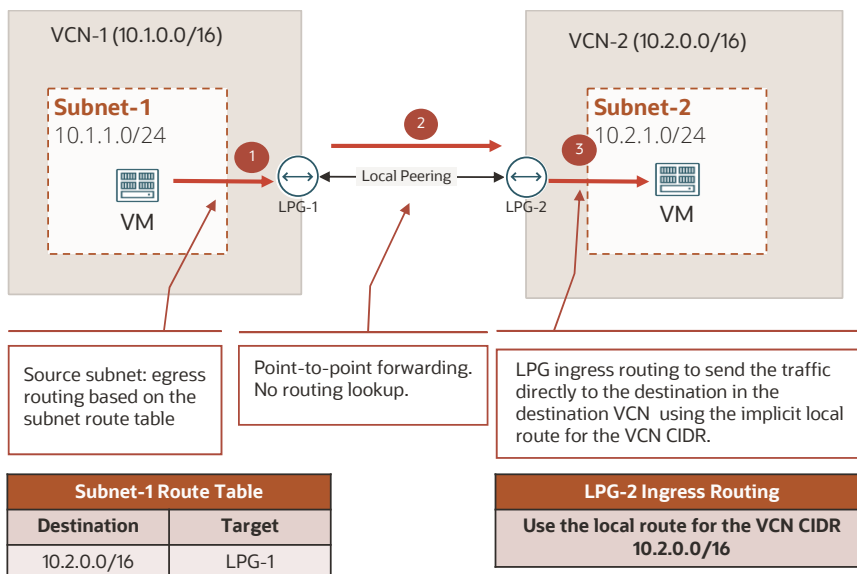 VCN-1 (10.1.0.0/16)
VCN-2 (10.2.0.0/16)
Subnet-1
10.1.1.0/24
VM
1
LPG-1
2
Local Peering
LPG-2
3
Subnet-2
10.2.1.0/24
VM
Source subnet: egress
routing based on the
subnet route table
Point-to-point forwarding.
No routing lookup.
LPG ingress routing to send the traffic
directly to the destination in the
destination VCN using the implicit local
route for the VCN CIDR.
Subnet-1 Route Table
Destination Target
10.2.0.0/16 LPG-1
LPG-2 Ingress Routing
Use the local route for the VCN CIDR
10.2.0.0/16